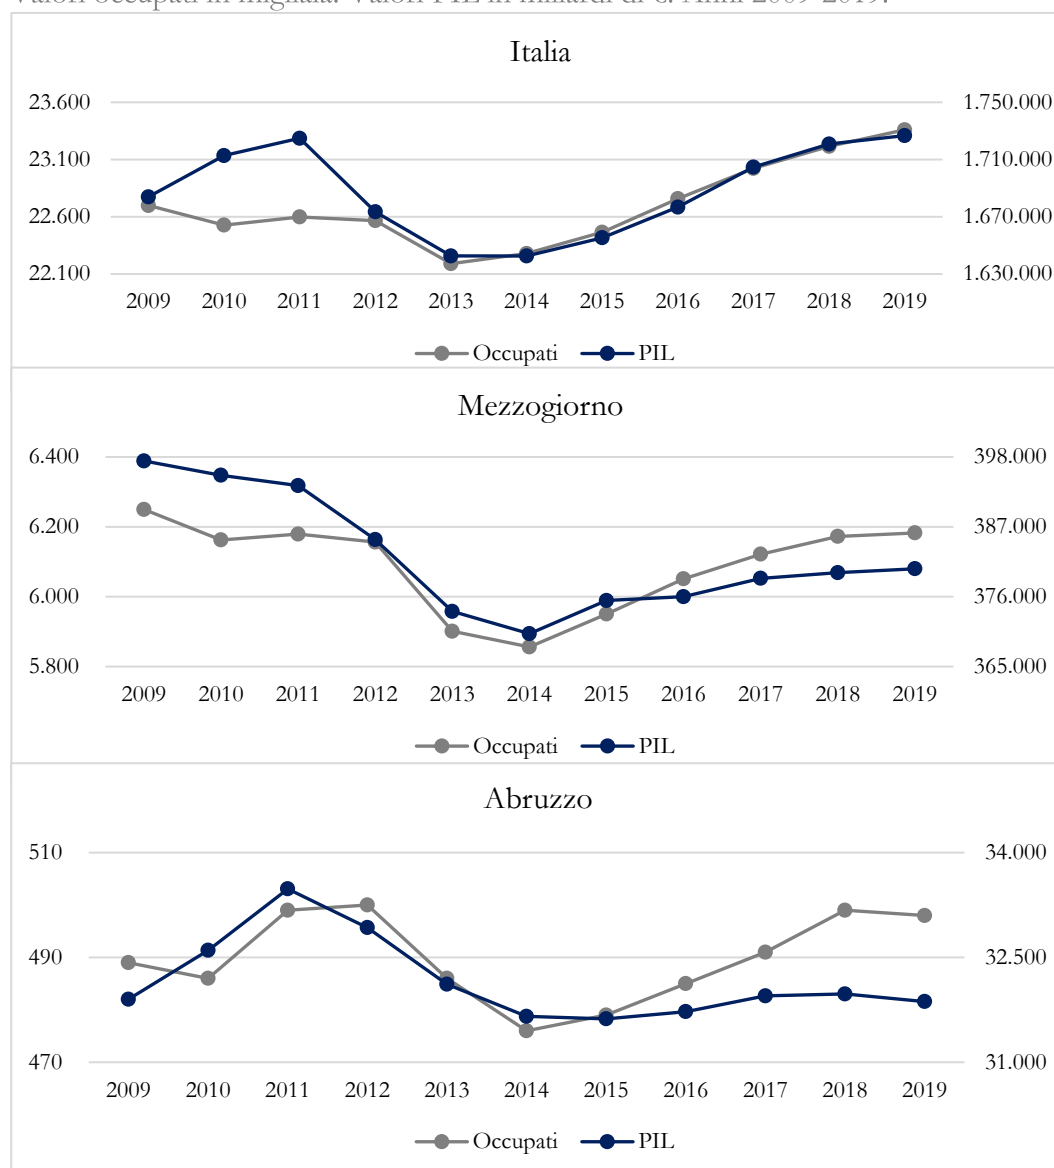 Valori occupati in migliaia. Valori PIL in miliardi di €. Anni 2009-2019.
Italia
23.600 1.750.000
23.100 1.710.000
22.600 1.670.000
22.100 1.630.000
2009 2010 2011 2012 2013 2014 2015 2016 2017 2018 2019
Occupati PIL
Mezzogiorno
6.400 398.000
6.200 387.000
6.000 376.000
5.800 365.000
2009 2010 2011 2012 2013 2014 2015 2016 2017 2018 2019
Occupati PIL
Abruzzo
510 34.000
490 32.500
470 31.000
2009 2010 2011 2012 2013 2014 2015 2016 2017 2018 2019
Occupati PIL